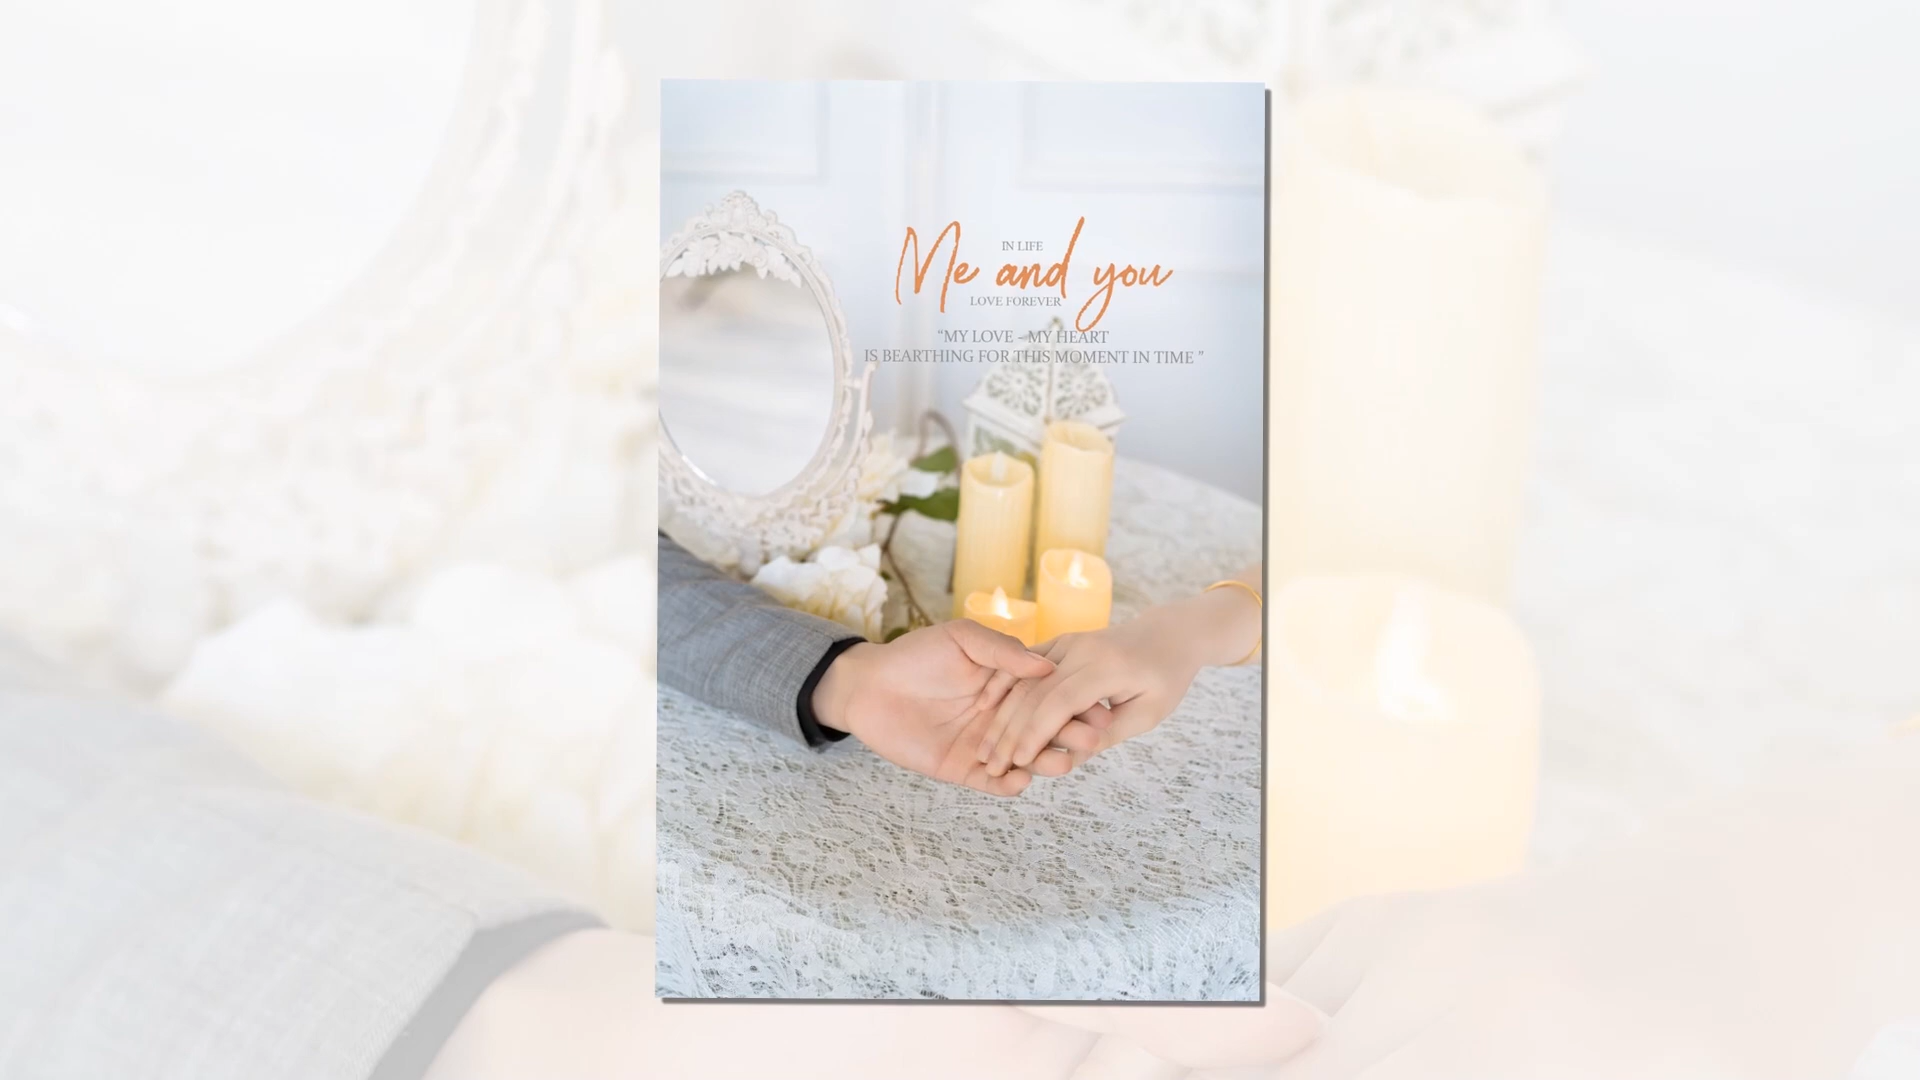 IN LIFE
Me and you
LOVE FOREVER
“MY LOVE - MY HEART
IS BEARTHING FOR THIS MOMENT IN TIME ”